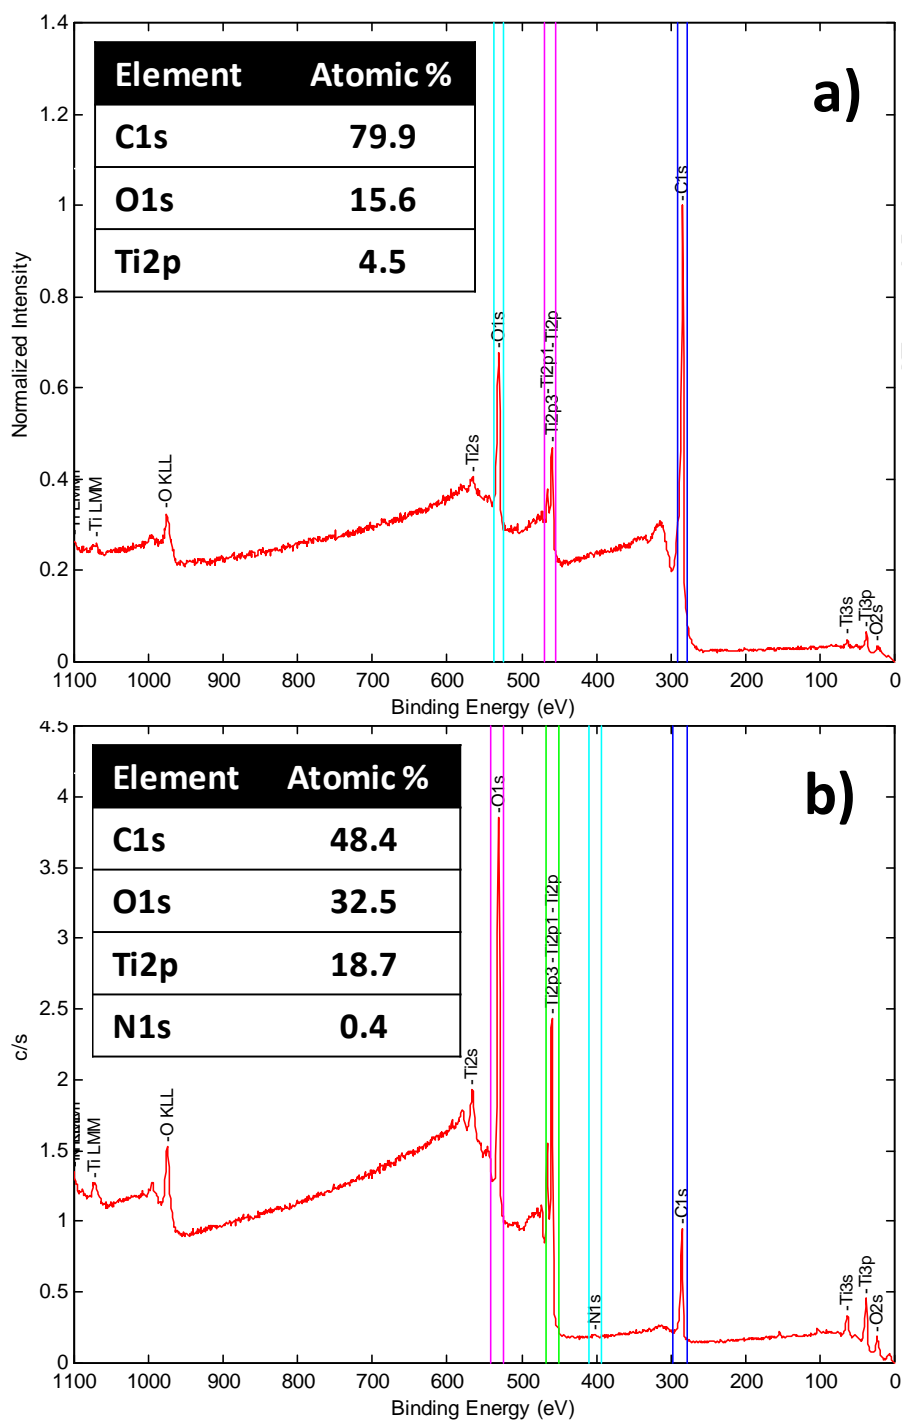 1.4
Element Atomic %
C1s 79.9
O1s 15.6
Ti2p 4.5
a)
1.2
1
0.8
0.6
0.4
0.2
0
Normalized Intensity
-Ti LMM
-O KLL
-Ti2s
-O1s
-Ti2p3 -Ti2p1 -Ti2p
-C1s
-Ti3s
-Ti3p
-O2s
1100 1000 900 800 700 600 500 400 300 200 100 0
Binding Energy (eV)
4.5
Element Atomic %
C1s 48.4
O1s 32.5
Ti2p 18.7
N1s 0.4
b)
4
3.5
3
2.5
2
1.5
1
0.5
0
c/s
-Ti LMM
-O KLL
-Ti2s
-O1s
-Ti2p3 -Ti2p1 -Ti2p
-N1s
-C1s
-Ti3s
-Ti3p
-O2s
1100 1000 900 800 700 600 500 400 300 200 100 0
Binding Energy (eV)